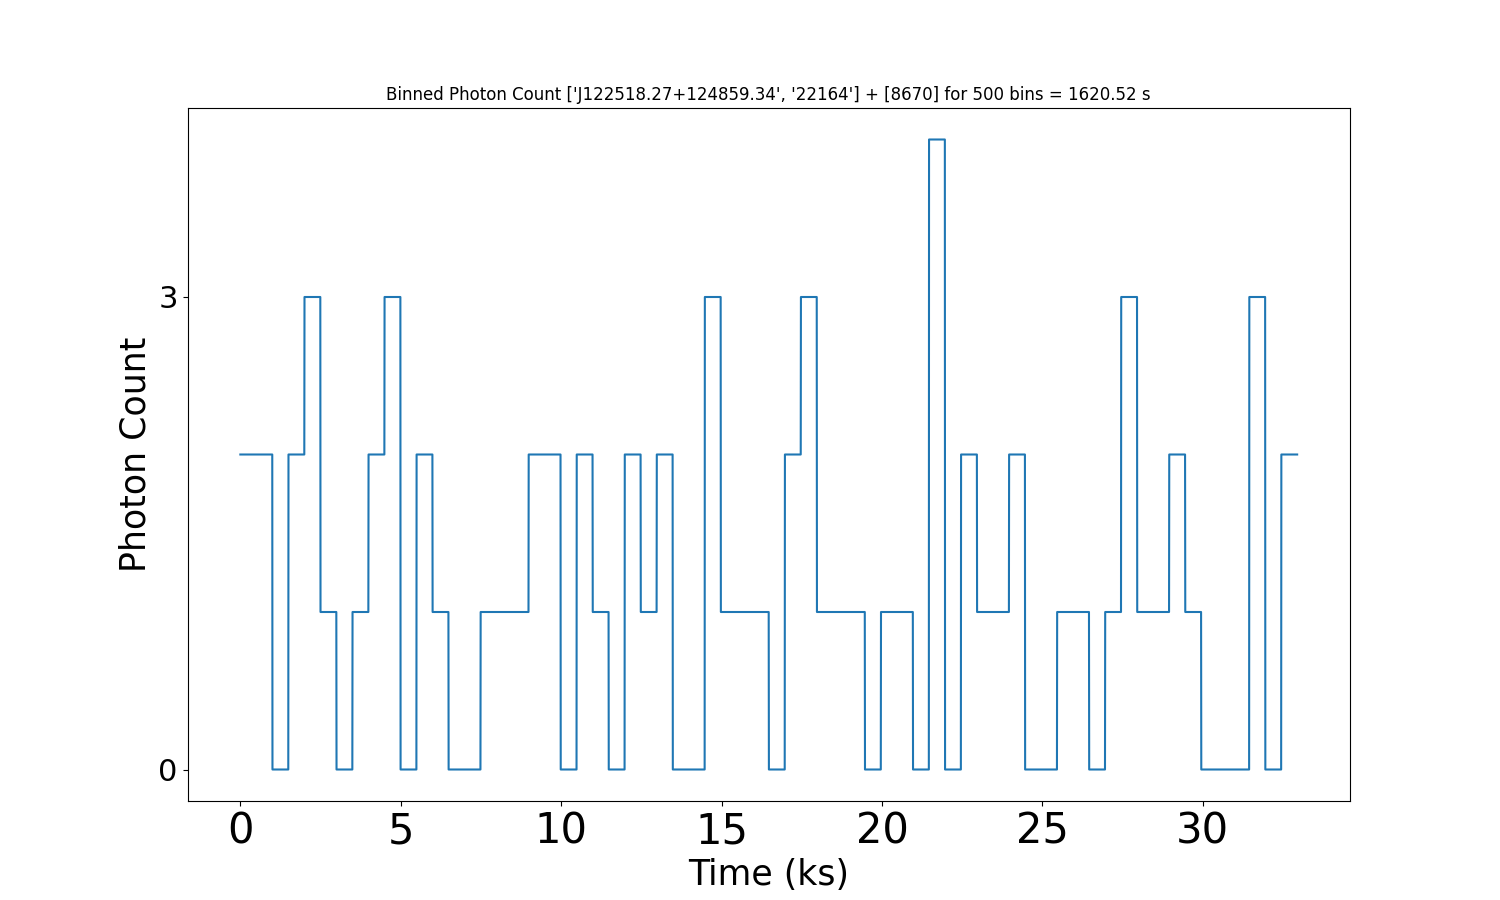 Binned Photon Count ['J122518.27+124859.34', '22164'] + [8670] for 500 bins = 1620.52 s
Photon Count
3
0
0 5 10 15 20 25 30
Time (ks)